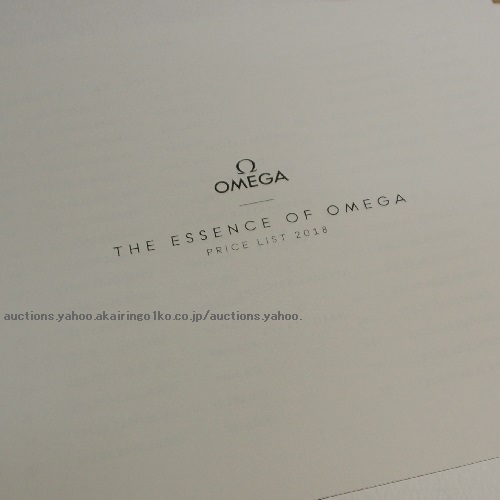 Ω
OMEGA
THE ESSENCE OF OMEGA
PRICE LIST 2018
auctions.yahoo.akairingo1ko.co.jp/auctions.yahoo.